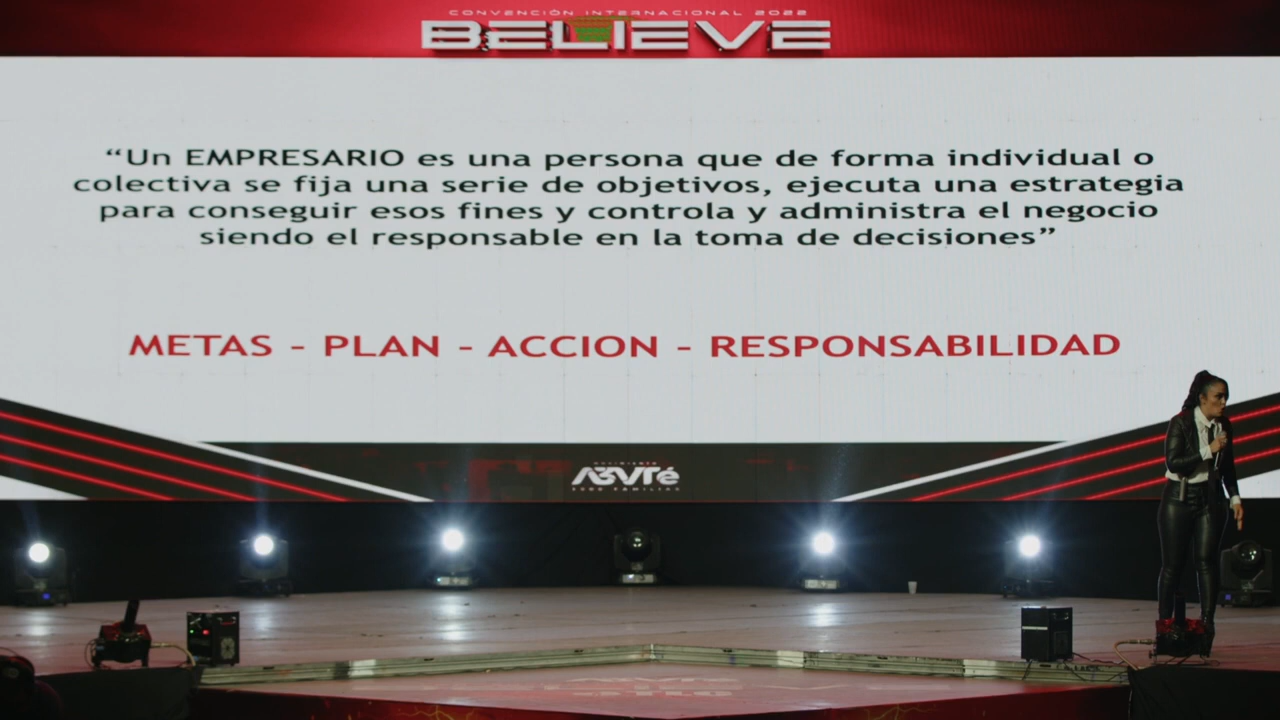 CONVENCIÓN INTERNACIONAL 2022
BELIEVE
“Un EMPRESARIO es una persona que de forma individual o
colectiva se fija una serie de objetivos, ejecuta una estrategia
para conseguir esos fines y controla y administra el negocio
siendo el responsable en la toma de decisiones”
METAS - PLAN - ACCION - RESPONSABILIDAD